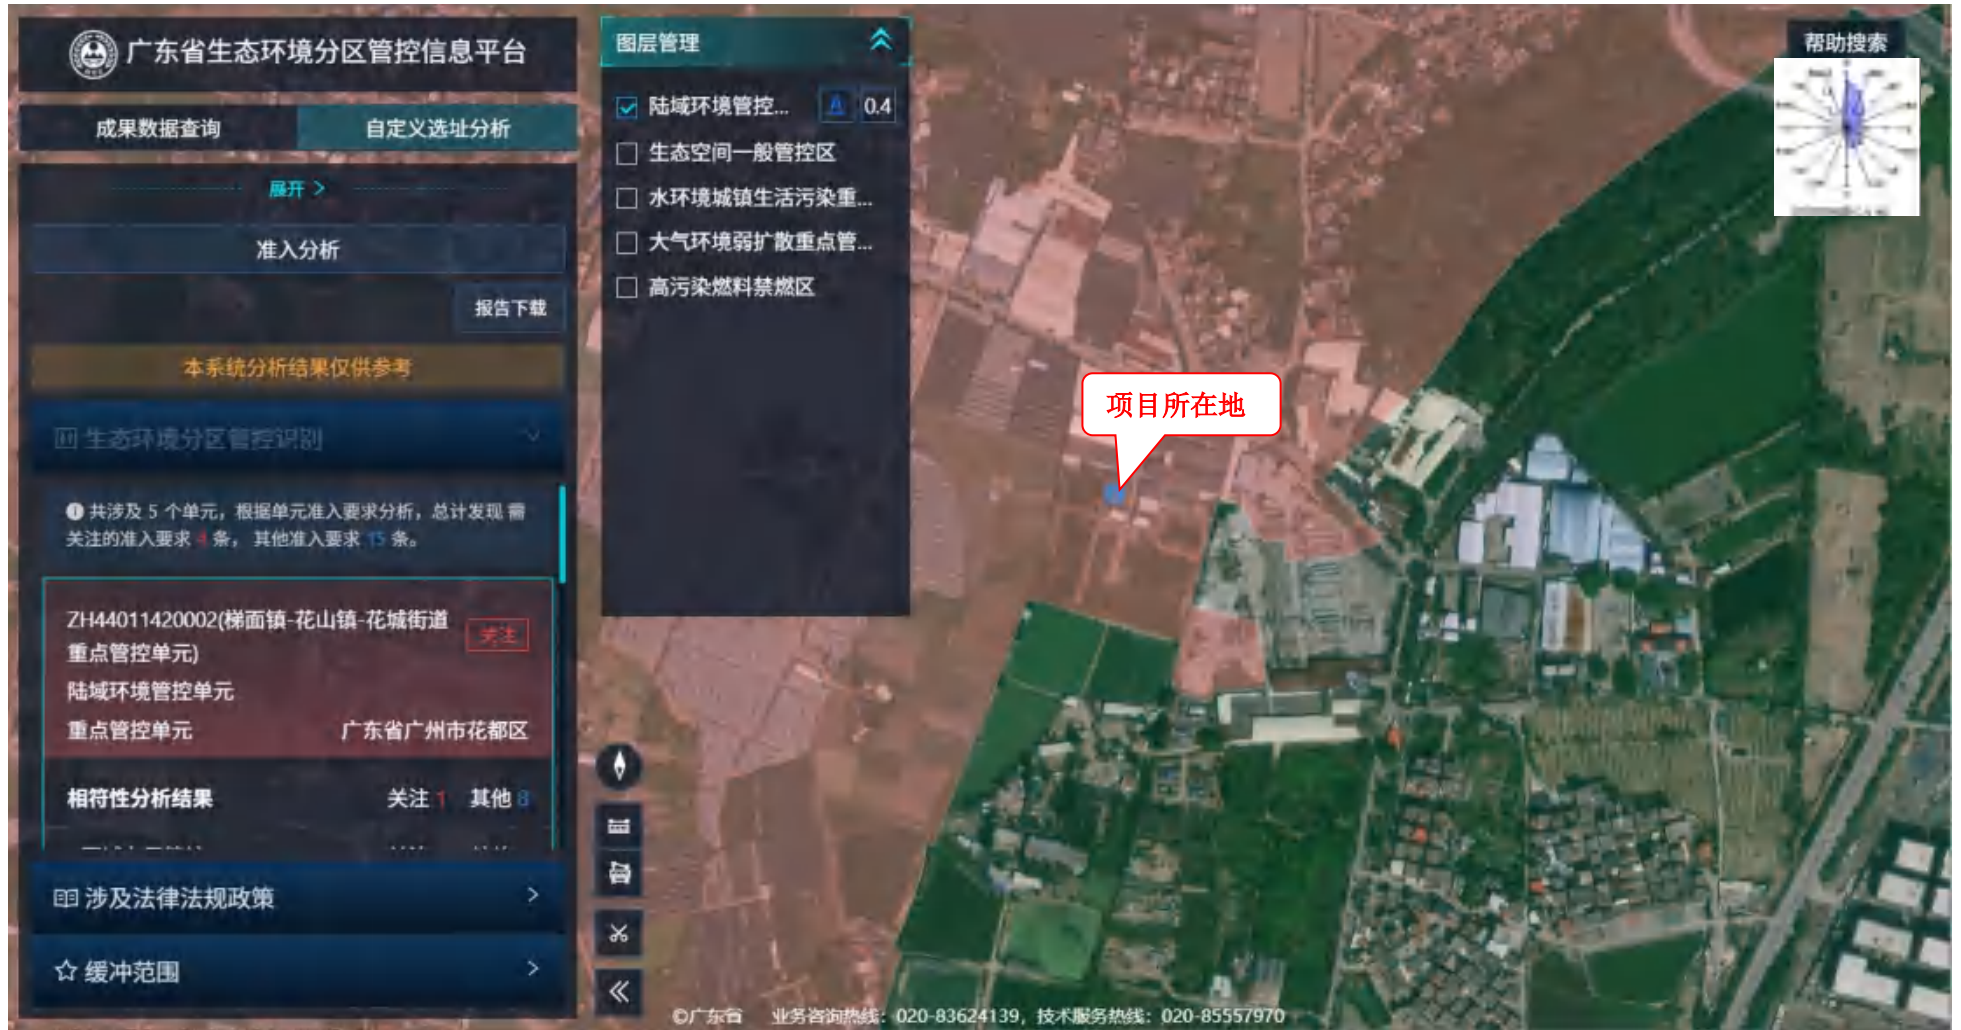 广东省生态环境分区管控信息平台
成果数据查询
自定义选址分析
展开 >
准入分析
报告下载
本系统分析结果仅供参考
生态环境分区管控识别
共涉及 5 个单元，根据单元准入要求分析，总计发现 需
关注的准入要求 4 条， 其他准入要求 15 条。
ZH44011420002(梯面镇-花山镇-花城街道
重点管控单元)
关注
陆域环境管控单元
重点管控单元
广东省广州市花都区
相符性分析结果
关注 1 其他 8
涉及法律法规政策
缓冲范围
图层管理
陆域环境管控...
0.4
生态空间一般管控区
水环境城镇生活污染重...
大气环境弱扩散重点管...
高污染燃料禁燃区
项目所在地
帮助搜索
©广东省 业务咨询热线：020-83624139，技术服务热线：020-85557970